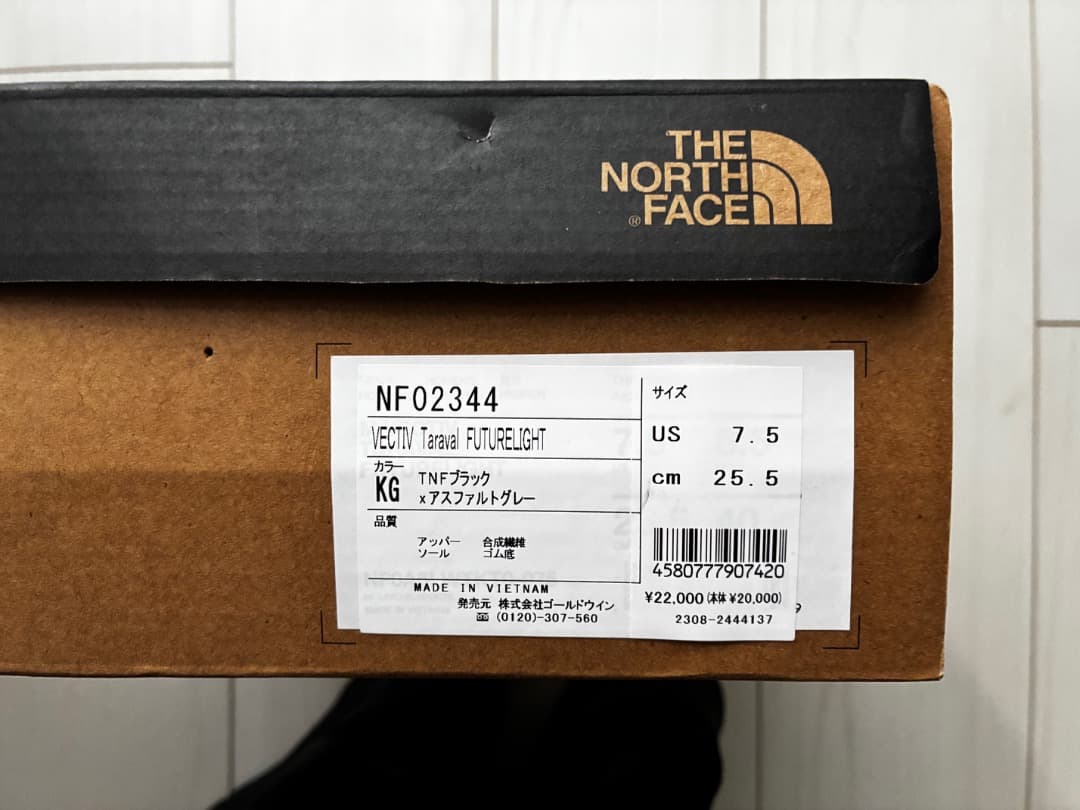 THE
NORTH
® FACE
NF02344
VECTIV Taraval FUTURELIGHT
カラー
KG TNFブラック
xアスファルトグレー
品質
アッパー 合成繊維
ソール ゴム底
MADE IN VIETNAM
発売元 株式会社ゴールドウイン
(0120)-307-560
サイズ
US 7.5
cm 25.5
4580777907420
¥22,000(本体 ¥20,000)
2308-2444137